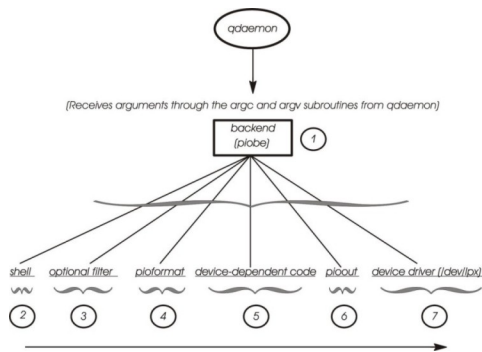 qdaemon
(Receives arguments through the argc and argv subroutines from qdaemon)
backend
(piobe)
1
shell optional filter pioformat device-dependent code pioout device driver (/dev/lpx)
2 3 4 5 6 7